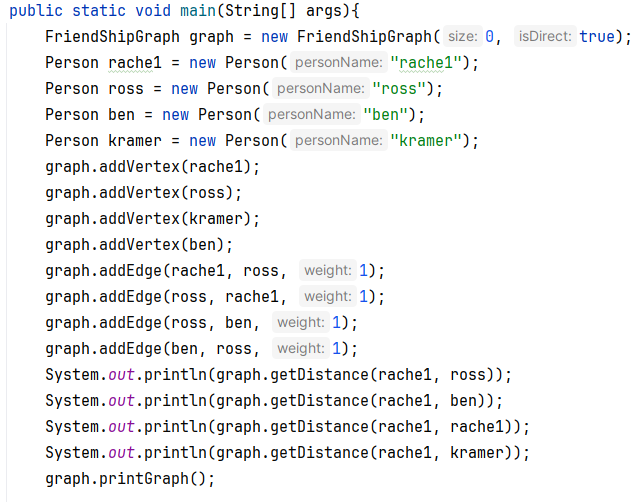 public static void main(String[] args){
FriendShipGraph graph = new FriendShipGraph( size: 0, isDirect: true);
Person rache1 = new Person( personName: "rache1");
Person ross = new Person( personName: "ross");
Person ben = new Person( personName: "ben");
Person kramer = new Person( personName: "kramer");
graph.addVertex(rache1);
graph.addVertex(ross);
graph.addVertex(kramer);
graph.addVertex(ben);
graph.addEdge(rache1, ross, weight: 1);
graph.addEdge(ross, rache1, weight: 1);
graph.addEdge(ross, ben, weight: 1);
graph.addEdge(ben, ross, weight: 1);
System.out.println(graph.getDistance(rache1, ross));
System.out.println(graph.getDistance(rache1, ben));
System.out.println(graph.getDistance(rache1, rache1));
System.out.println(graph.getDistance(rache1, kramer));
graph.printGraph();